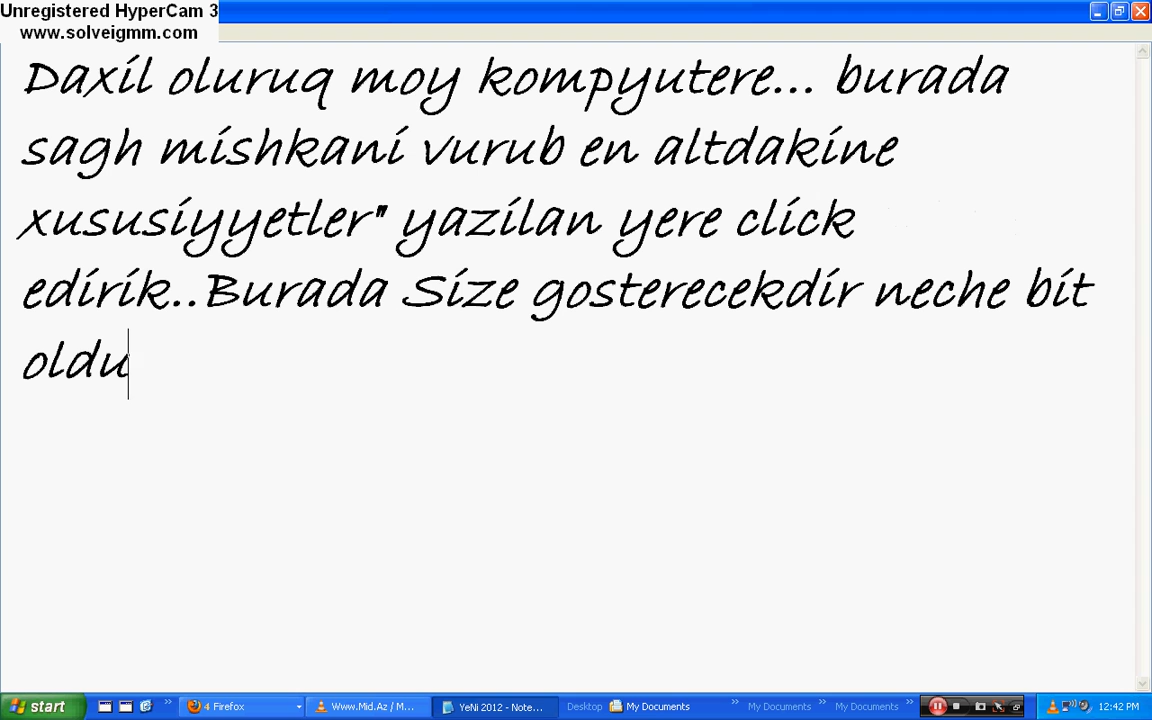 Unregistered HyperCam 3
www.solveigmm.com
Daxil oluruq moy kompyutere... burada
sagh mishkani vurub en altdakine
xususiyyetler" yazilan yere click
edirik..Burada Size gosterecekdir neche bit
oldu
start
4 Firefox
Www.Mid.Az / M...
YeNi 2012 - Note...
Desktop
My Documents
My Documents
My Documents
12:42 PM